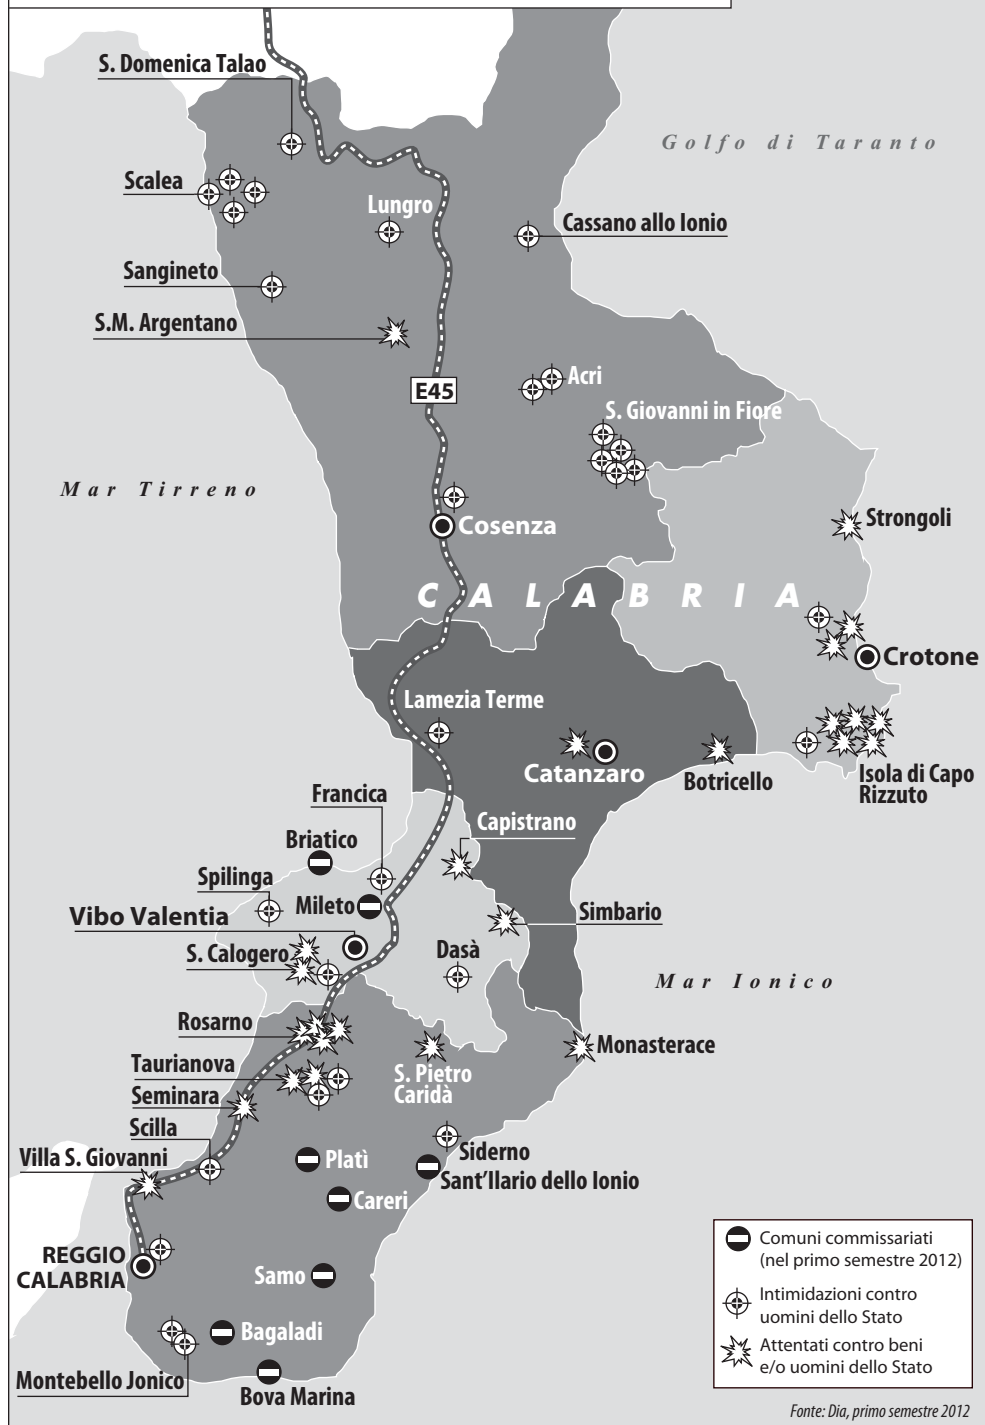 S. Domenica Talao
Golfo di Taranto
Scalea
Lungro
Cassano allo Ionio
Sangineto
S.M. Argentano
E45
Acri
S. Giovanni in Fiore
Mar Tirreno
Strongoli
Cosenza
CALABRIA
Crotone
Lamezia Terme
Catanzaro
Botricello
Isola di Capo
Rizzuto
Francica
Capistrano
Briatico
Spilinga
Mileto
Simbario
Vibo Valentia
S. Calogero
Dasà
Mar Ionico
Rosarno
Monasterace
Taurianova
S. Pietro
Caridà
Seminara
Scilla
Siderno
Villa S. Giovanni
Platì
Sant'Ilario dello Ionio
Careri
REGGIO
CALABRIA
Samo
Bagaladi
Montebello Jonico
Bova Marina
Comuni commissariati
(nel primo semestre 2012)
Intimidazioni contro
uomini dello Stato
Attentati contro beni
e/o uomini dello Stato
Fonte: Dia, primo semestre 2012